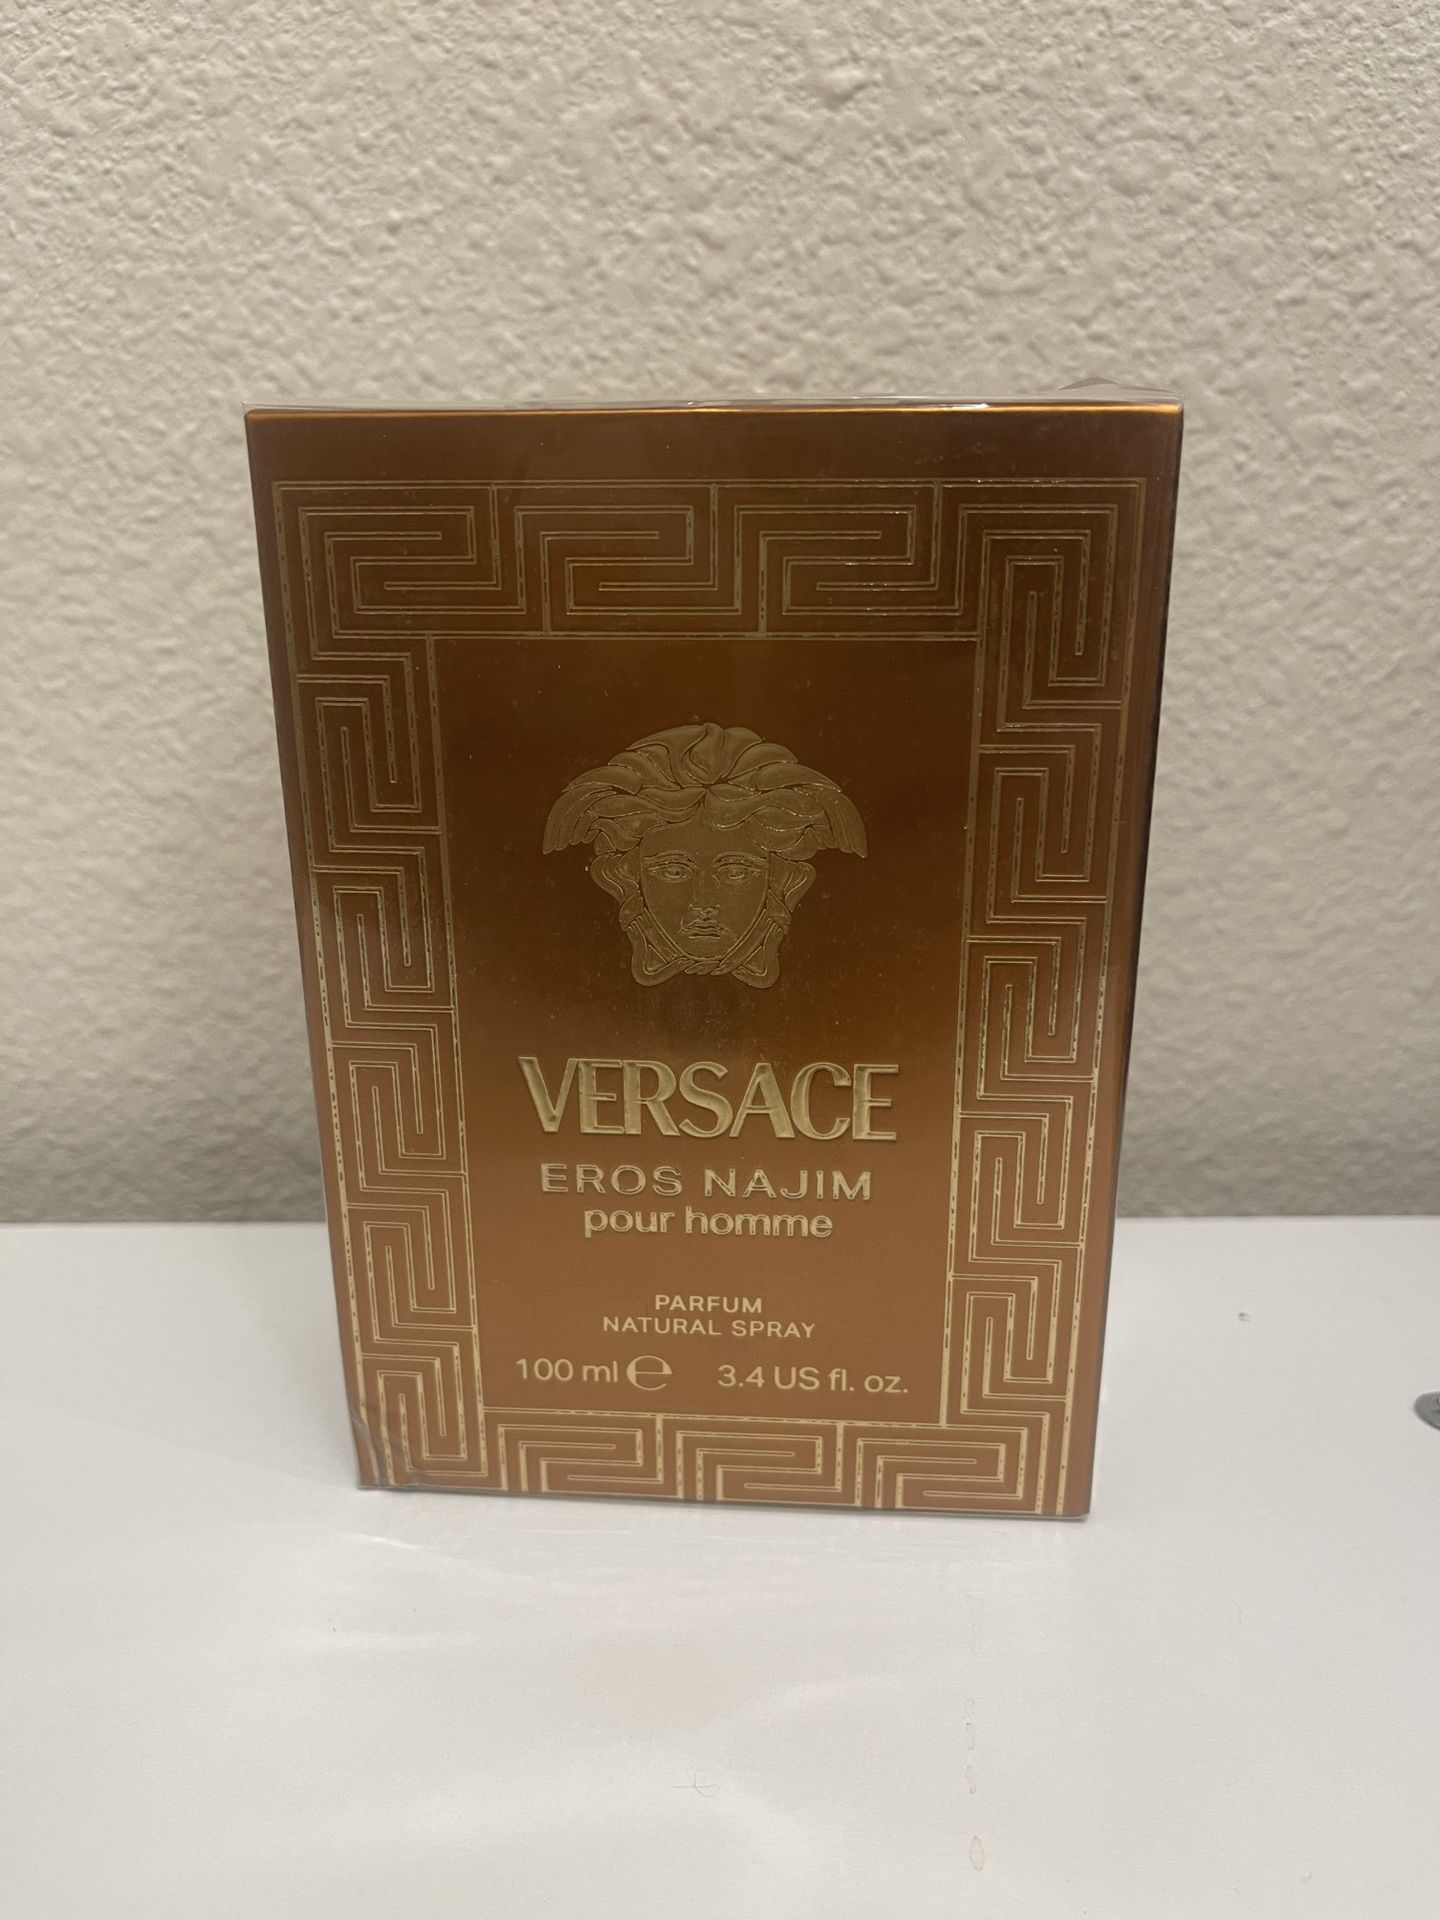 VERSACE
EROS NAJIM
pour homme
PARFUM
NATURAL SPRAY
100 ml ℮ 3.4 US fl. oz.